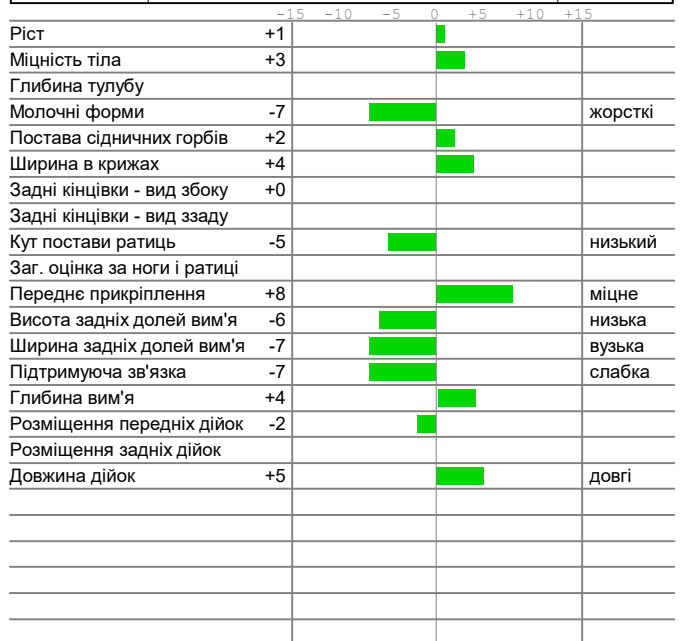 -15 -10 -5 0 +5 +10 +15
Ріст +1
Міцність тіла +3
Глибина тулубу
Молочні форми -7 жорсткі
Постава сідничних горбів +2
Ширина в крижах +4
Задні кінцівки - вид збоку +0
Задні кінцівки - вид ззаду
Кут постави ратиць -5 низький
Заг. оцінка за ноги і ратиці
Переднє прикріплення +8 міцне
Висота задніх долей вим'я -6 низька
Ширина задніх долей вим'я -7 вузька
Підтримуюча зв'язка -7 слабка
Глибина вим'я +4
Розміщення передніх дійок -2
Розміщення задніх дійок
Довжина дійок +5 довгі